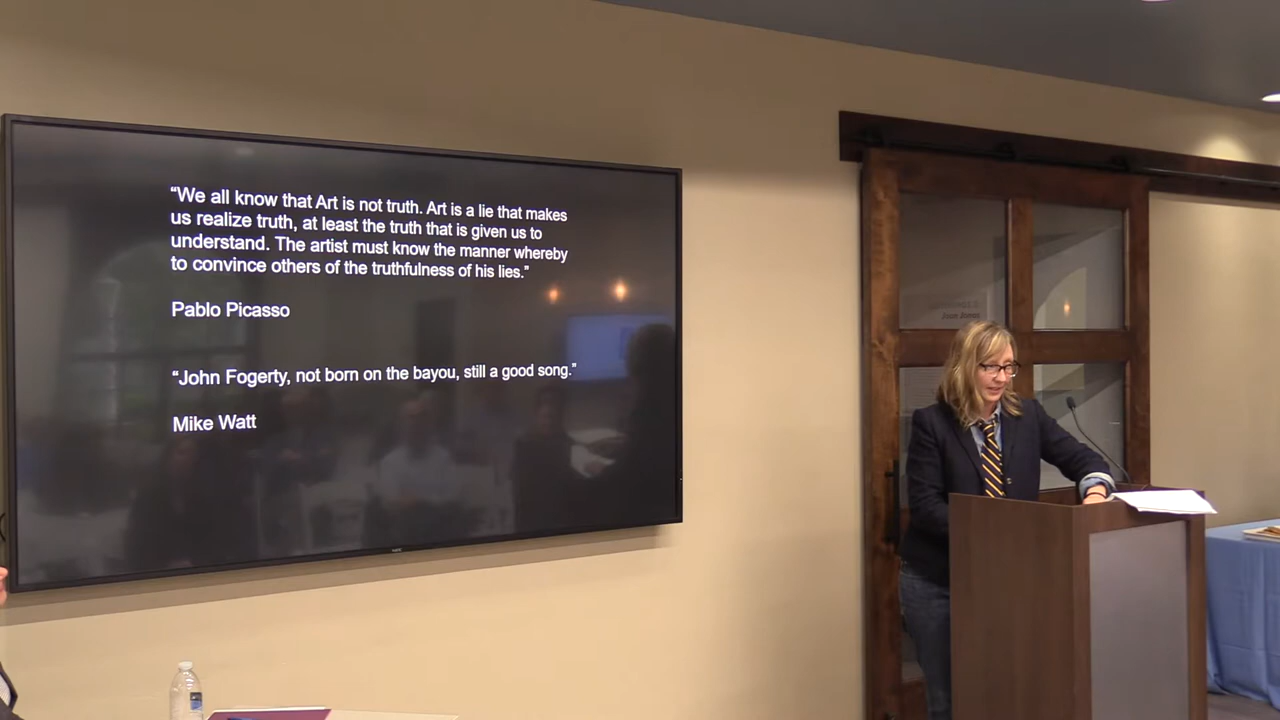 “We all know that Art is not truth. Art is a lie that makes
us realize truth, at least the truth that is given us to
understand. The artist must know the manner whereby
to convince others of the truthfulness of his lies.”
Pablo Picasso
“John Fogerty, not born on the bayou, still a good song.”
Mike Watt